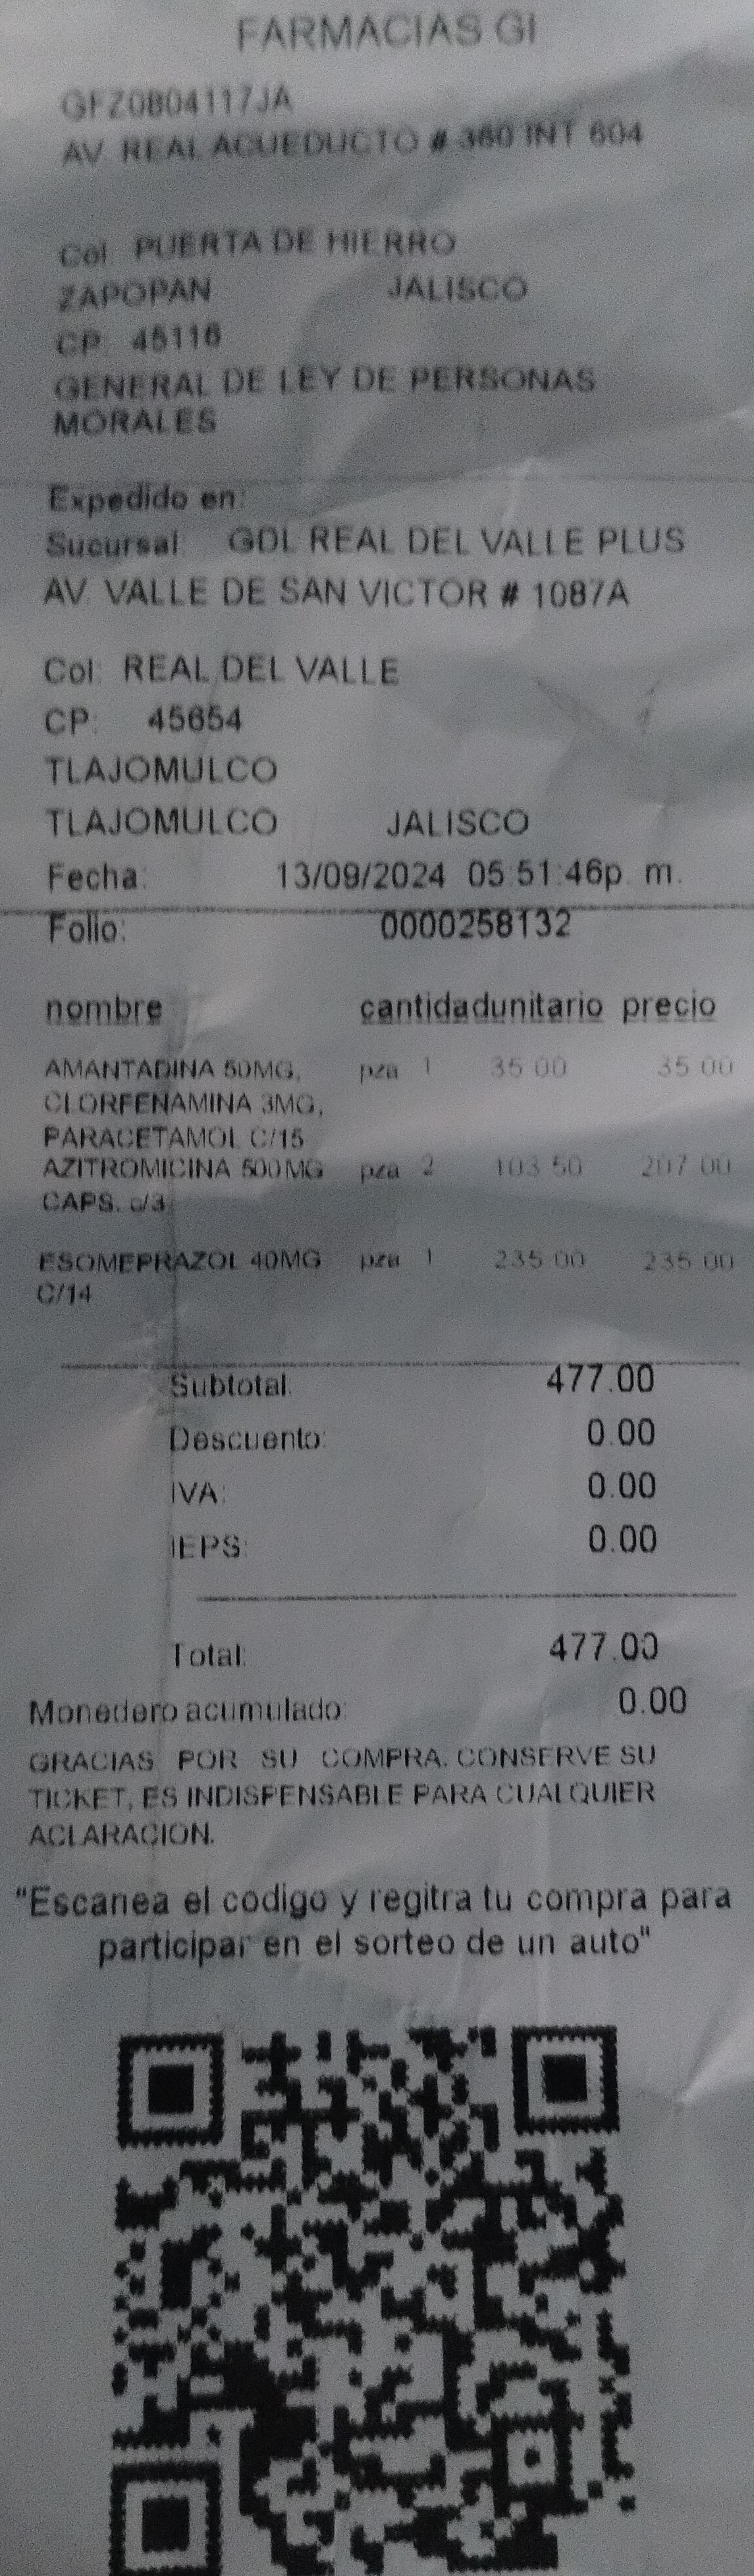 FARMACIAS GI
GFZ0804117JA
AV. REAL ACUEDUCTO # 360 INT 604
Col: PUERTA DE HIERRO
ZAPOPAN JALISCO
CP: 45116
GENERAL DE LEY DE PERSONAS
MORALES
Expedido en:
Sucursal: GDL REAL DEL VALLE PLUS
AV. VALLE DE SAN VICTOR # 1087A
Col: REAL DEL VALLE
CP: 45654
TLAJOMULCO
TLAJOMULCO JALISCO
Fecha: 13/09/2024 05:51:46p. m.
Folio: 0000258132
nombre cantidadunitario precio
AMANTADINA 50MG, pza 1 35.00 35.00
CLORFENAMINA 3MG,
PARACETAMOL C/15
AZITROMICINA 500MG pza 2 103.50 207.00
CAPS. c/3
ESOMEPRAZOL 40MG pza 1 235.00 235.00
C/14
Subtotal: 477.00
Descuento: 0.00
IVA: 0.00
IEPS: 0.00
Total: 477.00
Monedero acumulado: 0.00
GRACIAS POR SU COMPRA. CONSERVE SU
TICKET, ES INDISPENSABLE PARA CUALQUIER
ACLARACION.
"Escanea el codigo y regitra tu compra para
participar en el sorteo de un auto"